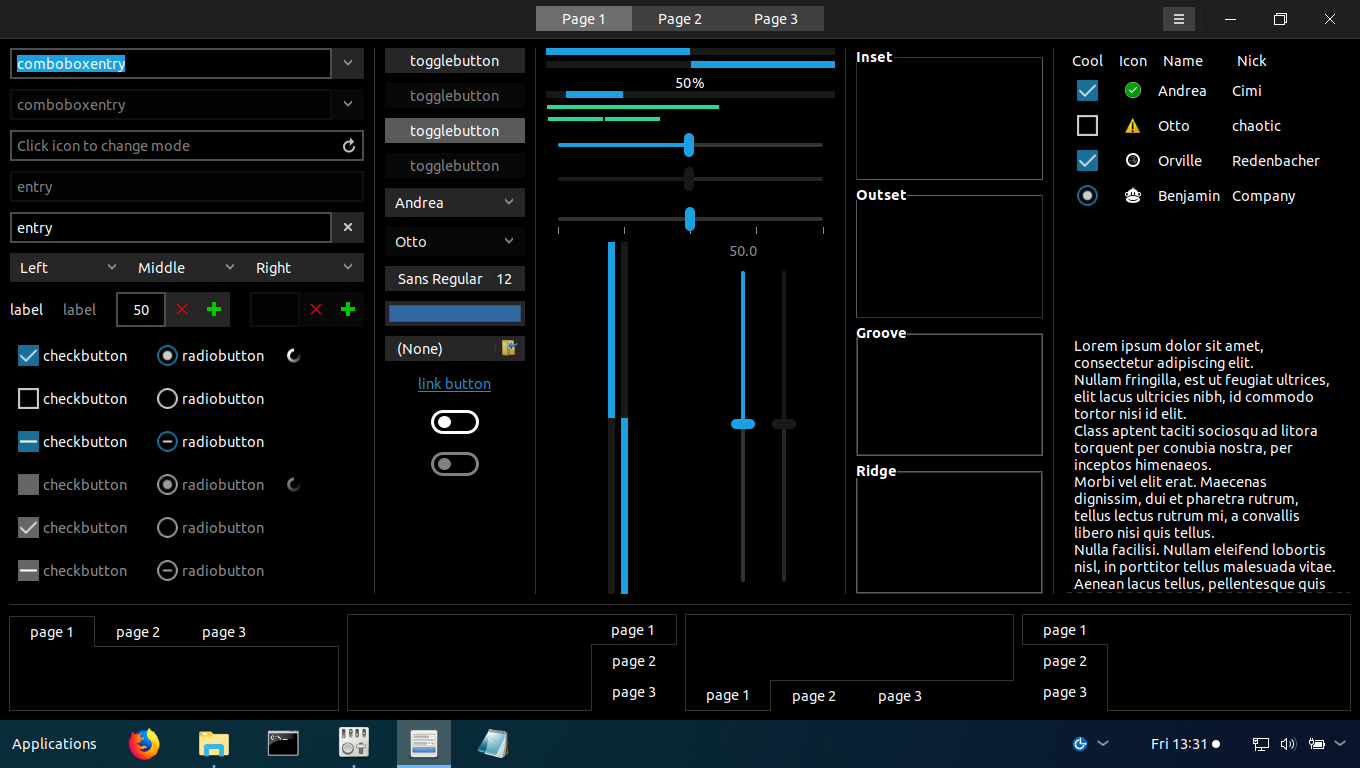 Page 1 Page 2 Page 3
comboboxentry
comboboxentry
Click icon to change mode
entry
entry
Left Middle Right
label label 50
checkbutton radiobutton
checkbutton radiobutton
checkbutton radiobutton
checkbutton radiobutton
checkbutton radiobutton
checkbutton radiobutton
togglebutton
togglebutton
togglebutton
togglebutton
Andrea
Otto
Sans Regular 12
(None)
link button
50%
50.0
Inset
Outset
Groove
Ridge
Cool Icon Name Nick
Andrea Cimi
Otto chaotic
Orville Redenbacher
Benjamin Company
Lorem ipsum dolor sit amet,
consectetur adipiscing elit.
Nullam fringilla, est ut feugiat ultrices,
elit lacus ultricies nibh, id commodo
tortor nisi id elit.
Class aptent taciti sociosqu ad litora
torquent per conubia nostra, per
inceptos himenaeos.
Morbi vel elit erat. Maecenas
dignissim, dui et pharetra rutrum,
tellus lectus rutrum mi, a convallis
libero nisi quis tellus.
Nulla facilisi. Nullam eleifend lobortis
nisl, in porttitor tellus malesuada vitae.
Aenean lacus tellus, pellentesque quis
page 1 page 2 page 3
page 1
page 2
page 3
page 1 page 2 page 3
page 1
page 2
page 3
Applications
Fri 13:31